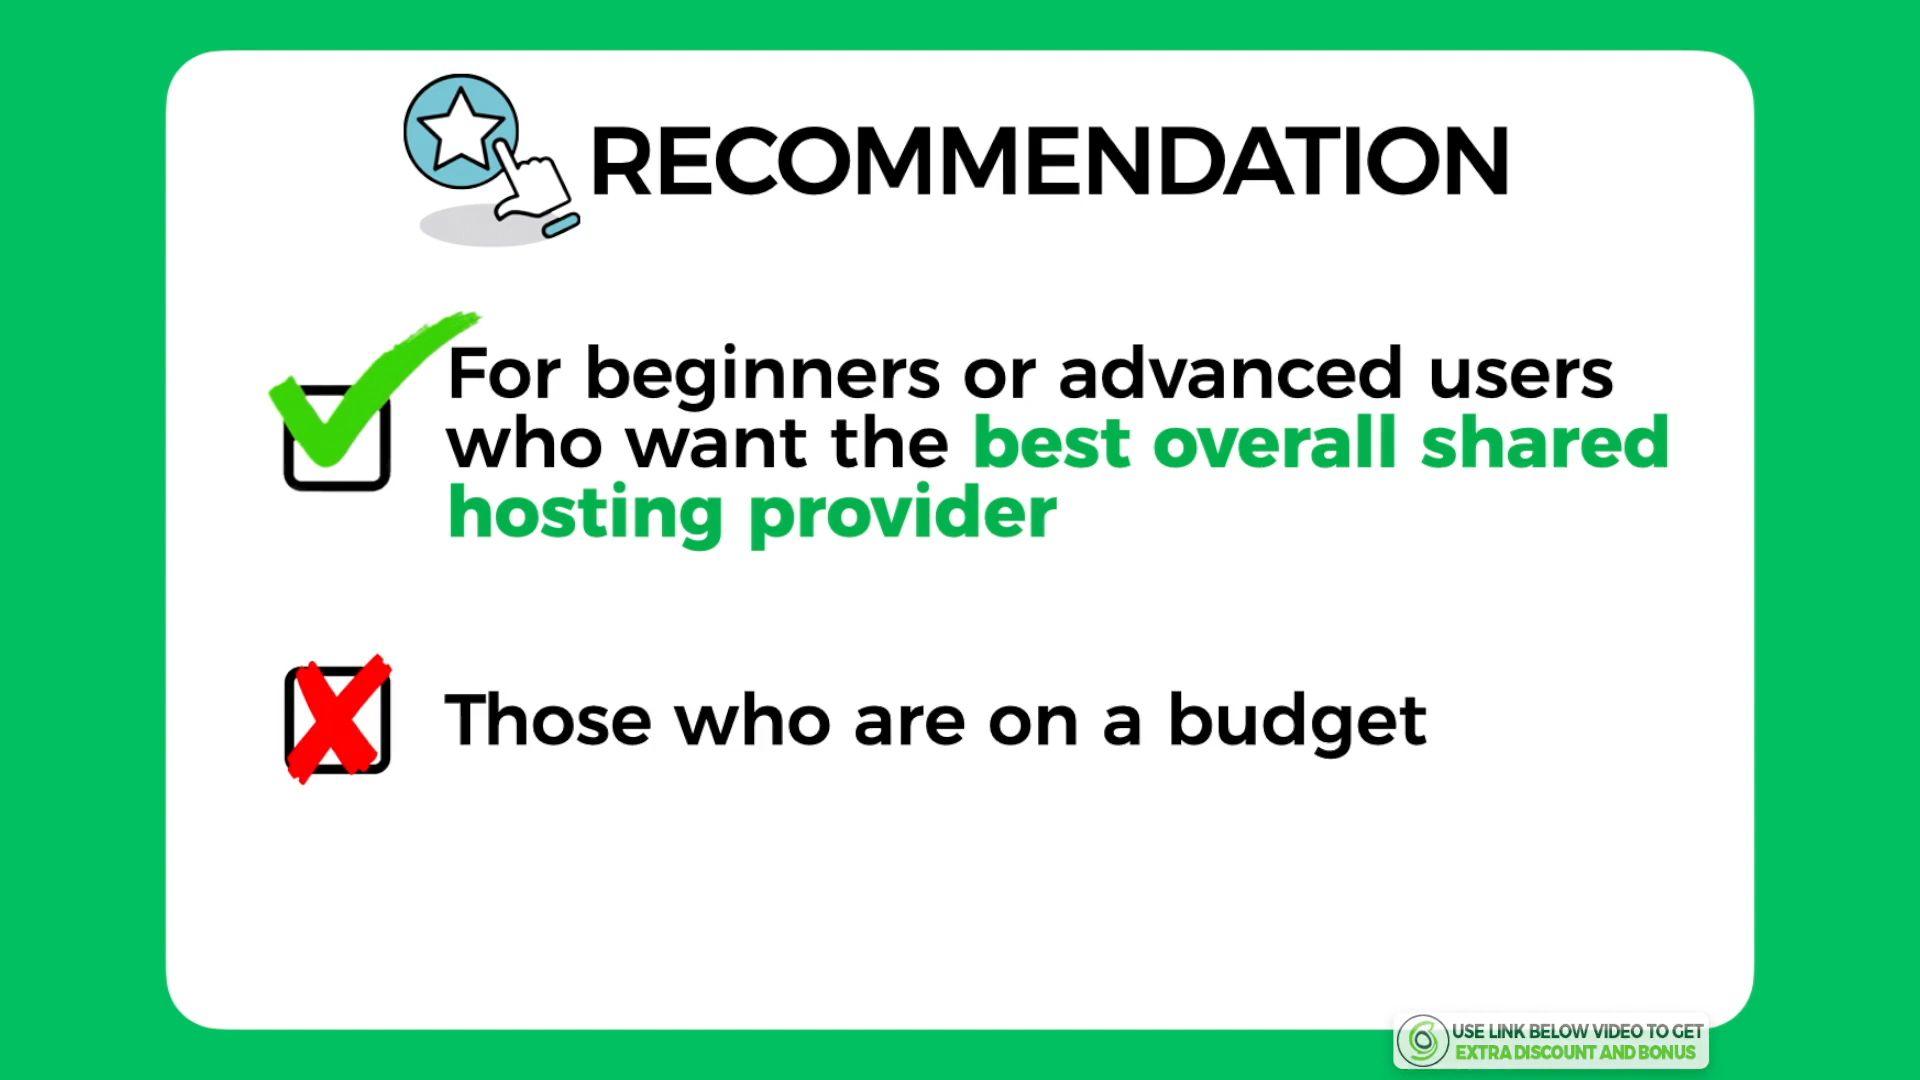 RECOMMENDATION
For beginners or advanced users
who want the best overall shared
hosting provider
Those who are on a budget
USE LINK BELOW VIDEO TO GET
EXTRA DISCOUNT AND BONUS